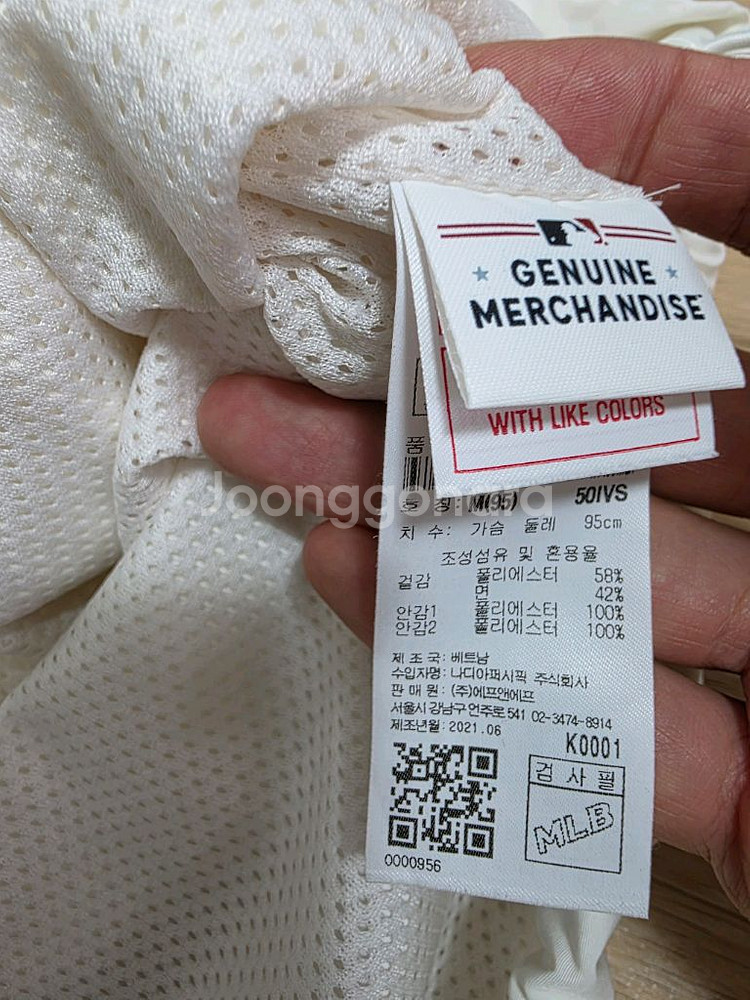 GENUINE
MERCHANDISE
WITH LIKE COLORS
품
Joonggonara
호 칭 M(95) 50IVS
치 수: 가슴 둘레 95cm
조성섬유 및 혼용율
겉감 폴리에스터 58%
면 42%
안감1 폴리에스터 100%
안감2 폴리에스터 100%
제 조 국: 베트남
수입자명: 나디아퍼시픽 주식회사
판 매 원: (주)에프앤에프
서울시 강남구 언주로 541 02-3474-8914
제조년월: 2021.06
K0001
검 사 필
MLB
0000956